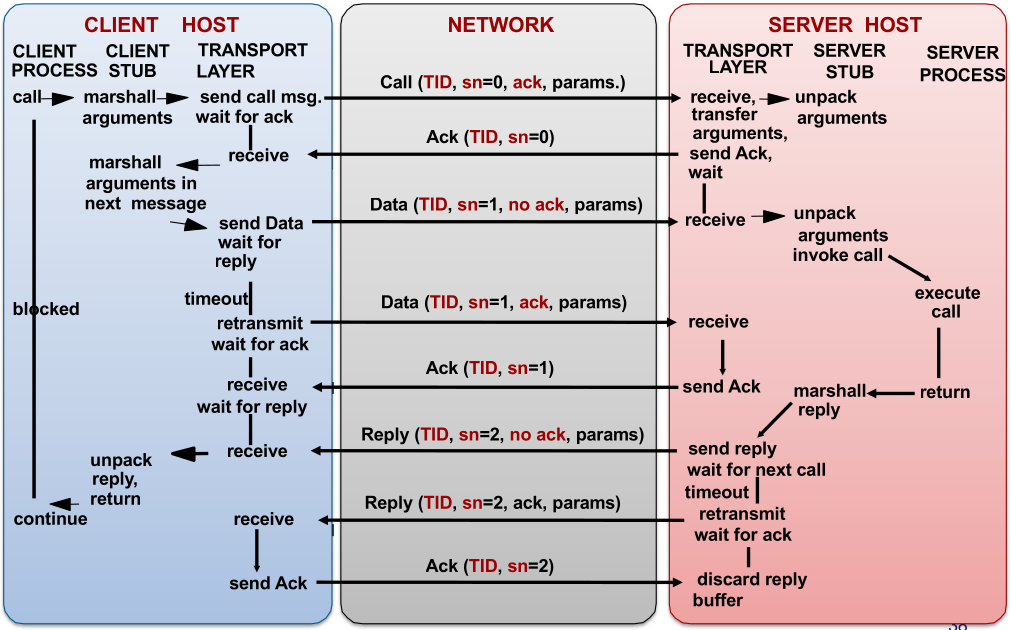 CLIENT HOST
CLIENT PROCESS
CLIENT STUB
TRANSPORT LAYER
call
marshall arguments
send call msg.
wait for ack
receive
marshall
arguments in
next message
send Data
wait for
reply
timeout
blocked
retransmit
wait for ack
receive
wait for reply
receive
unpack
reply,
return
continue
receive
send Ack
NETWORK
Call (TID, sn=0, ack, params.)
Ack (TID, sn=0)
Data (TID, sn=1, no ack, params)
Data (TID, sn=1, ack, params)
Ack (TID, sn=1)
Reply (TID, sn=2, no ack, params)
Reply (TID, sn=2, ack, params)
Ack (TID, sn=2)
SERVER HOST
TRANSPORT LAYER
SERVER STUB
SERVER PROCESS
receive,
transfer
arguments,
send Ack,
wait
unpack
arguments
receive
unpack
arguments
invoke call
execute
call
receive
send Ack
return
marshall
reply
send reply
wait for next call
timeout
retransmit
wait for ack
discard reply
buffer